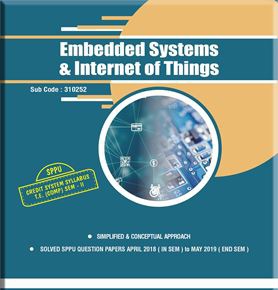 Embedded Systems
& Internet of Things
Sub Code : 310252
SPPU
CREDIT SYSTEM SYLLABUS
T.E. (COMP) SEM - II
• SIMPLIFIED & CONCEPTUAL APPROACH
• SOLVED SPPU QUESTION PAPERS APRIL 2018 ( IN SEM ) to MAY 2019 ( END SEM )